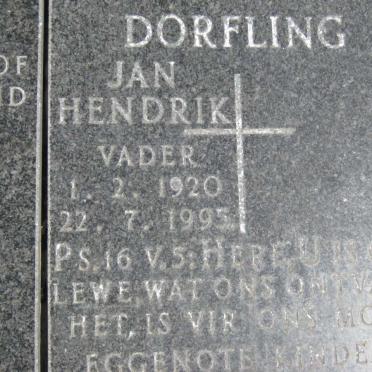 DORFLING
JAN
HENDRIK
VADER
1. 2. 1920
22. 7. 1995
PS.16 V.5: HERE, U IS
LEWE, WAT ONS
HET, IS VIR ONS
EGGENOTE
OF